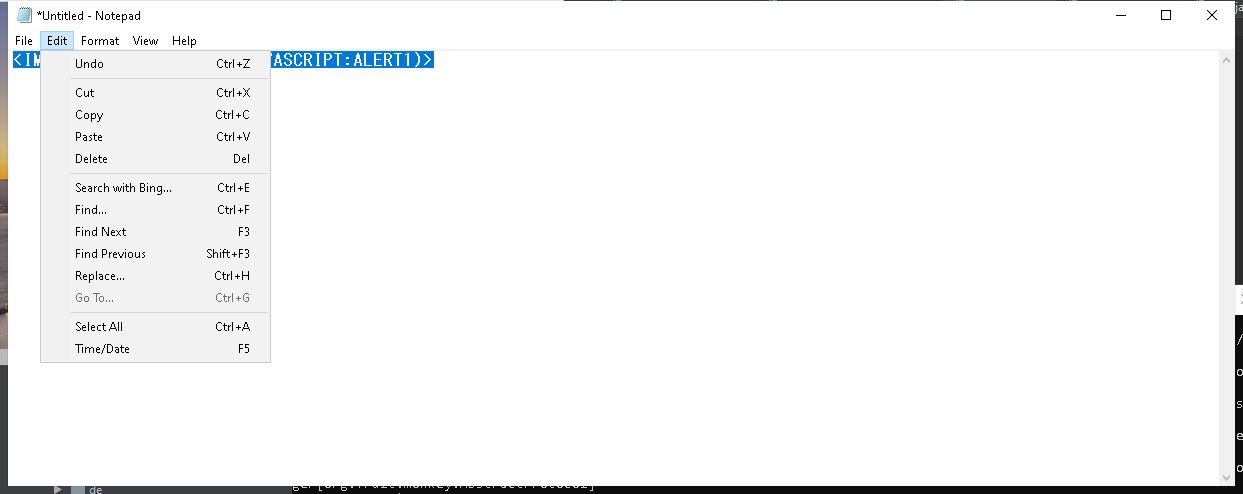 *Untitled - Notepad
File Edit Format View Help
<IM ASCRIPT:ALERT1)>
Undo Ctrl+Z
Cut Ctrl+X
Copy Ctrl+C
Paste Ctrl+V
Delete Del
Search with Bing... Ctrl+E
Find... Ctrl+F
Find Next F3
Find Previous Shift+F3
Replace... Ctrl+H
Go To... Ctrl+G
Select All Ctrl+A
Time/Date F5
de